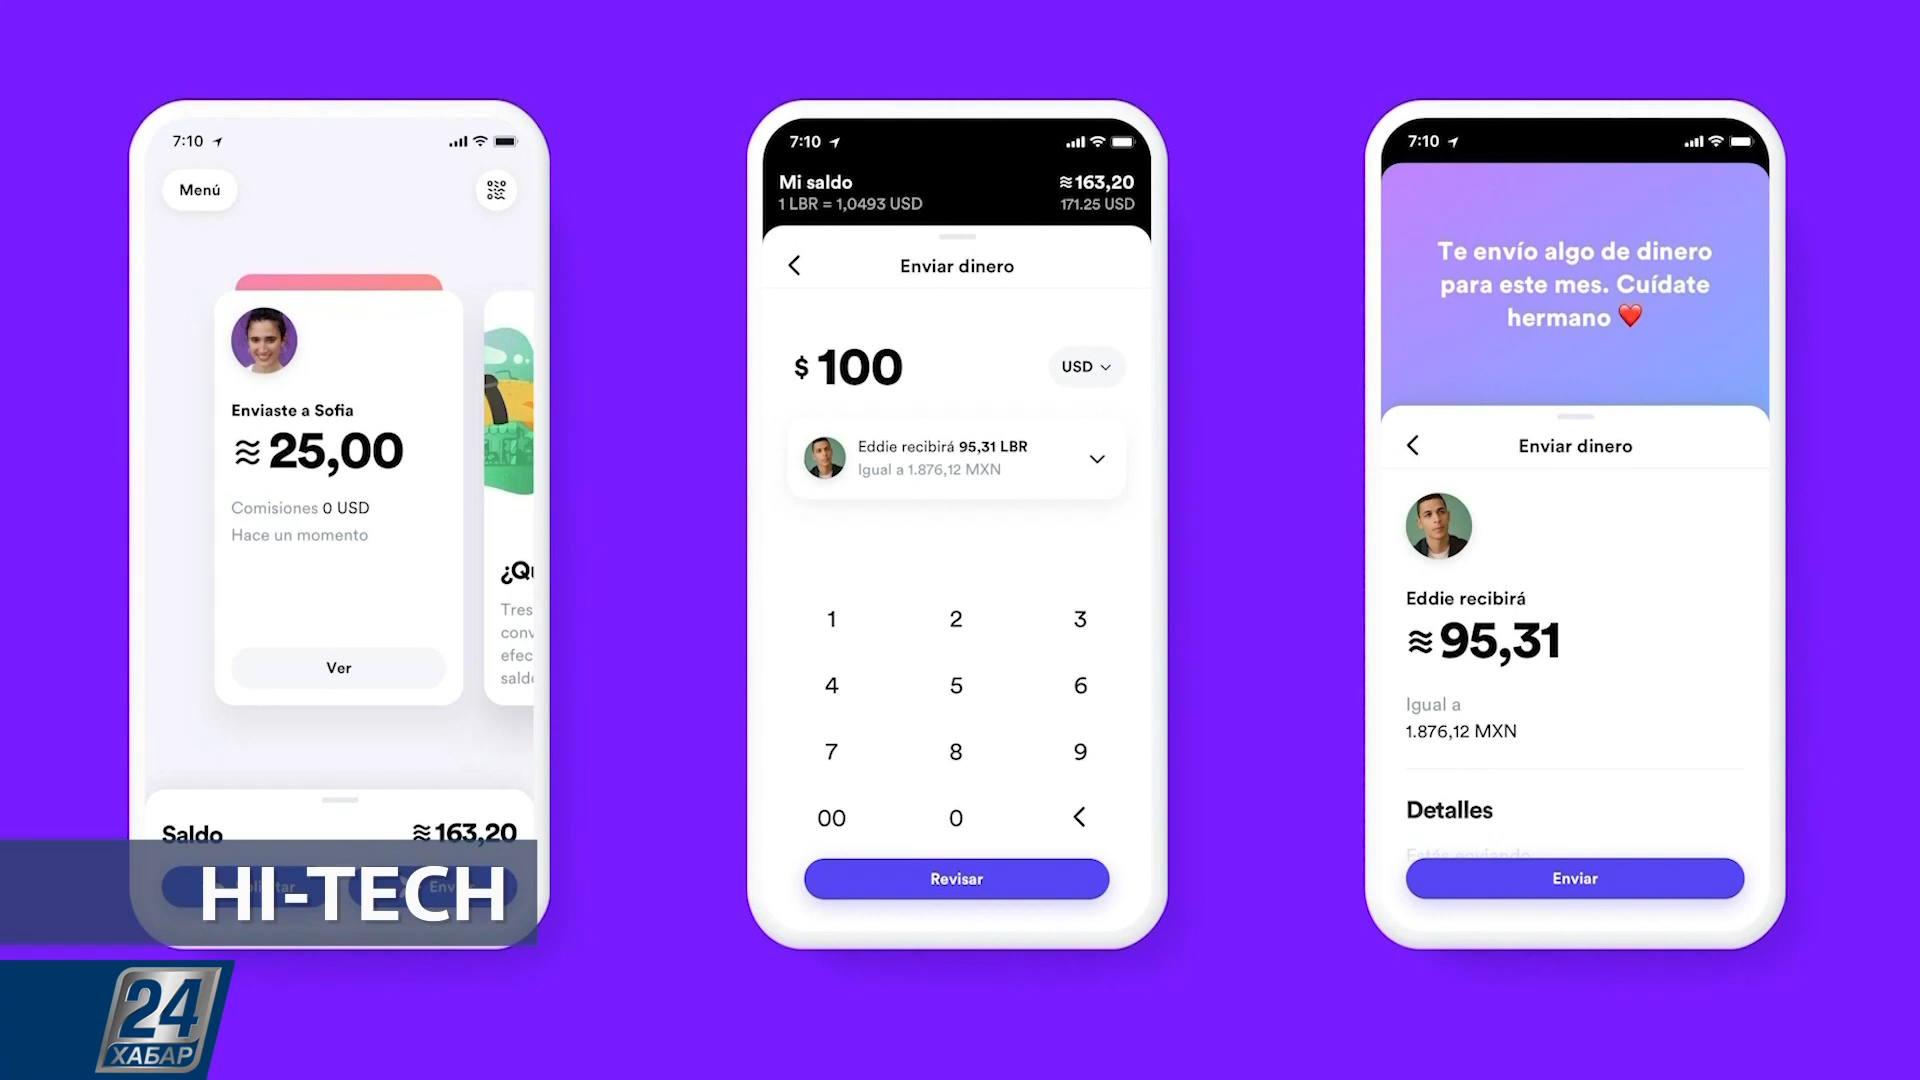 7:10
Menú
Enviaste a Sofia
≋ 25,00
Comisiones 0 USD
Hace un momento
Ver
Tres
Saldo
≋ 163,20
7:10
Mi saldo
≋ 163,20
1 LBR = 1,0493 USD
171.25 USD
Enviar dinero
$ 100
USD
Eddie recibirá 95,31 LBR
Igual a 1.876,12 MXN
1 2 3
4 5 6
7 8 9
00 0
Revisar
7:10
Te envío algo de dinero
para este mes. Cuídate
hermano ❤️
Enviar dinero
Eddie recibirá
≋ 95,31
Igual a
1.876,12 MXN
Detalles
Estás enviando
Enviar
HI-TECH
24
ХАБАР